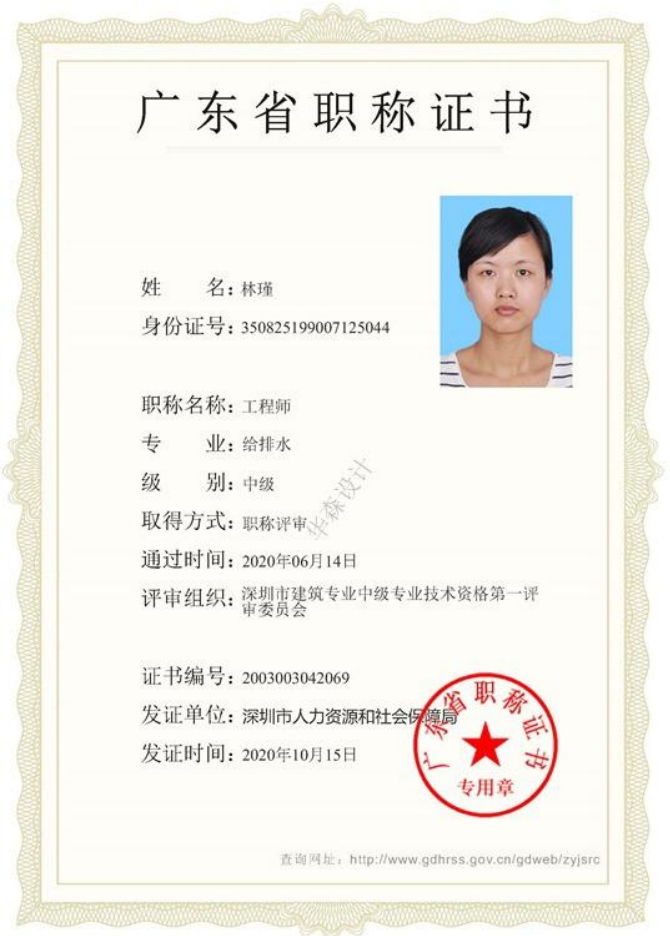 广东省职称证书
姓 名：林瑾
身份证号：350825199007125044
职称名称：工程师
专 业：给排水
级 别：中级
取得方式：职称评审
通过时间：2020年06月14日
评审组织：深圳市建筑专业中级专业技术资格第一评
审委员会
华森设计
证书编号：2003003042069
发证单位：深圳市人力资源和社会保障局
发证时间：2020年10月15日
广东省职称证书
专用章
查询网址：http://www.gdhrss.gov.cn/gdweb/zyjsrc